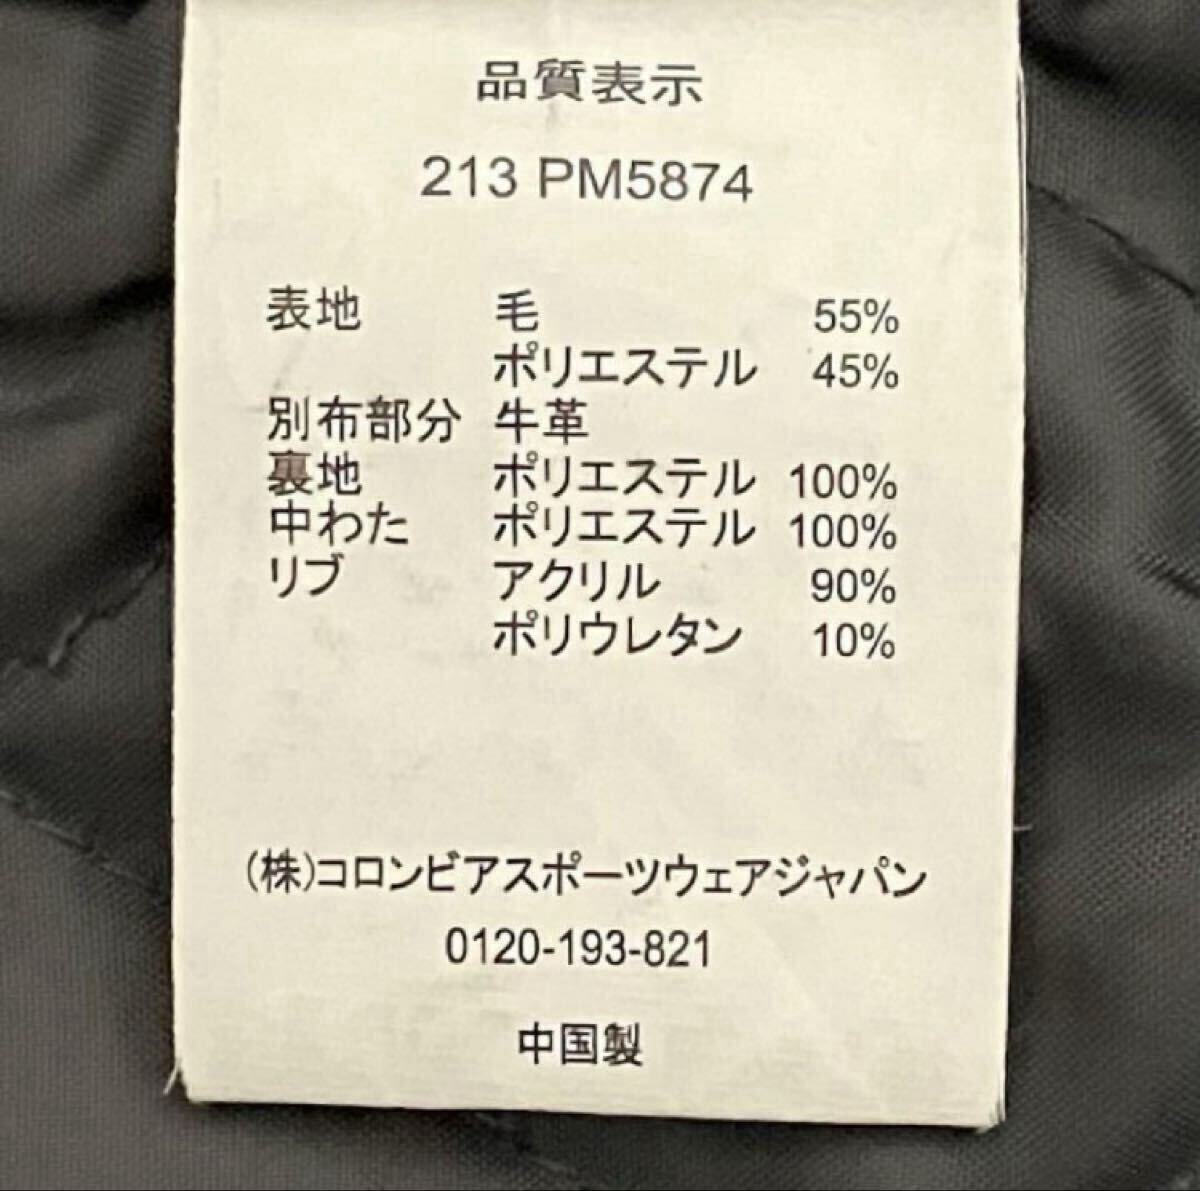 品質表示
213 PM5874
表地 毛 55%
ポリエステル 45%
別布部分 牛革
裏地 ポリエステル 100%
中わた ポリエステル 100%
リブ アクリル 90%
ポリウレタン 10%
(株)コロンビアスポーツウェアジャパン
0120-193-821
中国製